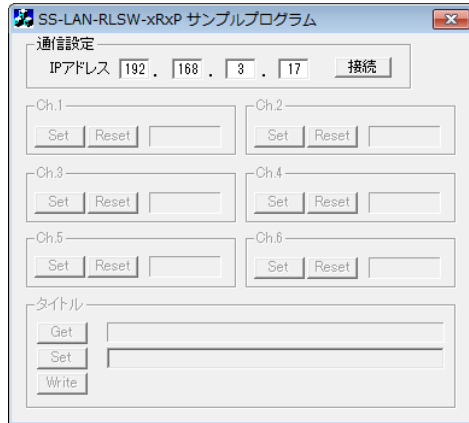 SS-LAN-RLSW-xRxP サンプルプログラム
通信設定
IPアドレス 192 . 168 . 3 . 17 接続
Ch.1 Ch.2
Set Reset Set Reset
Ch.3 Ch.4
Set Reset Set Reset
Ch.5 Ch.6
Set Reset Set Reset
タイトル
Get
Set
Write